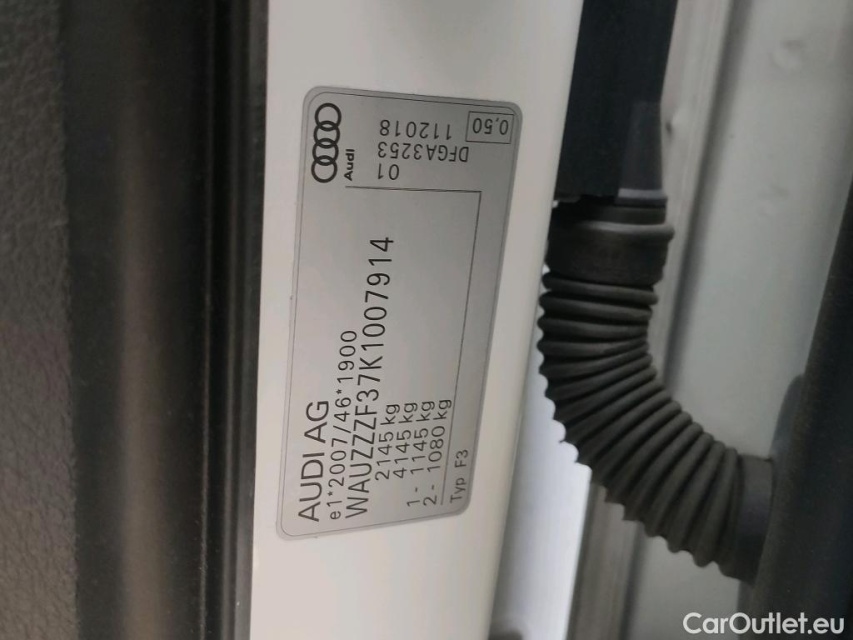 AUDI AG
e1*2007/46*1900
WAUZZZF37K1007914
2145 kg
4145 kg
1 - 1145 kg
2 - 1080 kg
Typ F3
Audi
01
DFGA3253
112018
0,50
CarOutlet.eu